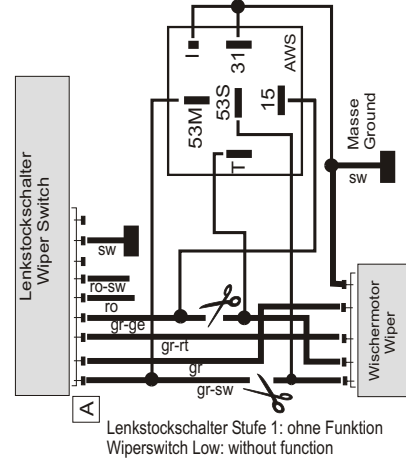 I
31
AWS
53M
53S
15
T
Masse
Ground
sw
Lenkstockschalter
Wiper Switch
sw
ro-sw
ro
gr-ge
gr-rt
gr
gr-sw
Wischermotor
Wiper
A
Lenkstockschalter Stufe 1: ohne Funktion
Wiperswitch Low: without function